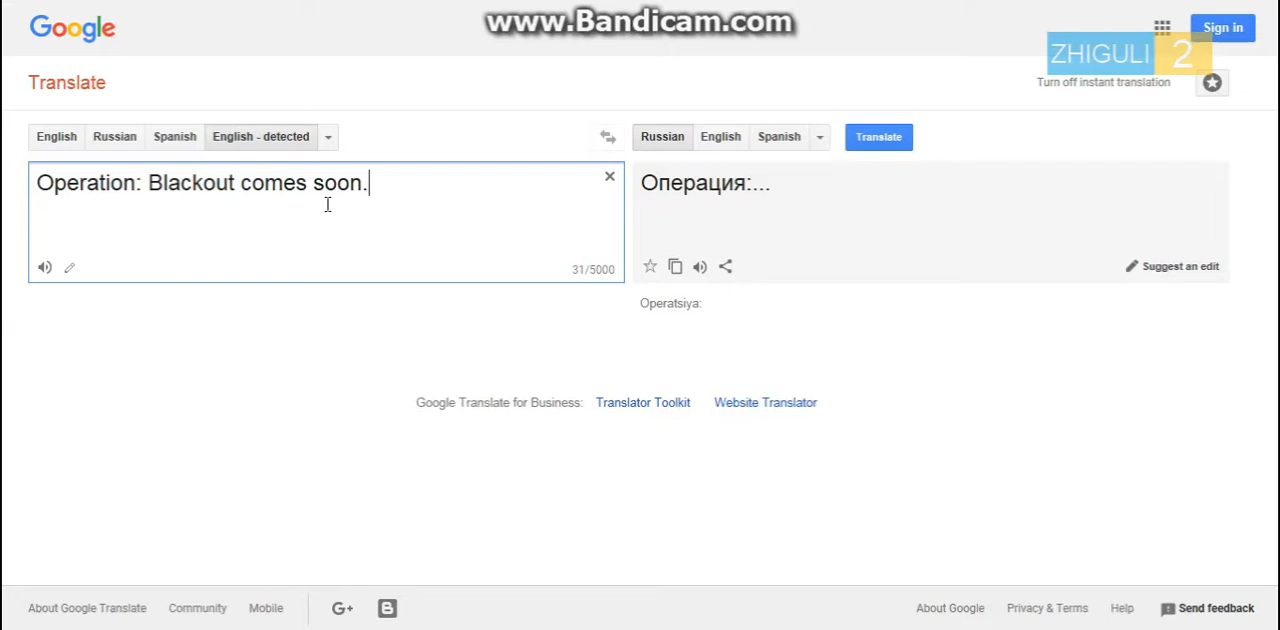 www.Bandicam.com
Google
Sign in
ZHIGULI 2
Translate
Turn off instant translation
English Russian Spanish English - detected
Russian English Spanish Translate
Operation: Blackout comes soon.
Операция:...
31/5000
Suggest an edit
Operatsiya:
Google Translate for Business: Translator Toolkit Website Translator
About Google Translate Community Mobile G+ B About Google Privacy & Terms Help Send feedback